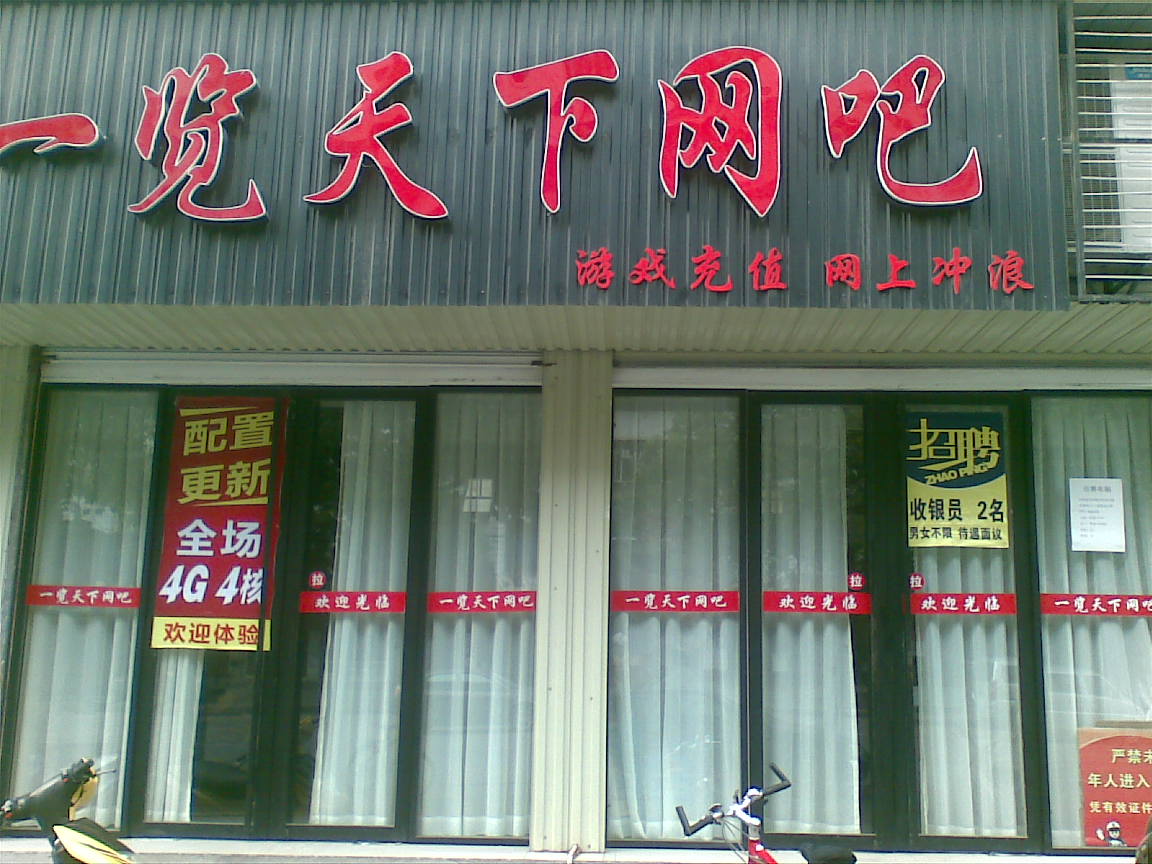 一览天下网吧
游戏充值 网上冲浪
配置
更新
全场
4G 4核
欢迎体验
招聘
ZHAO PING
收银员 2名
男女不限 待遇面议
拉
拉
拉
一览天下网吧
欢迎光临
一览天下网吧
一览天下网吧
欢迎光临
欢迎光临
一览天下网吧
严禁未
年人进入
凭有效证件